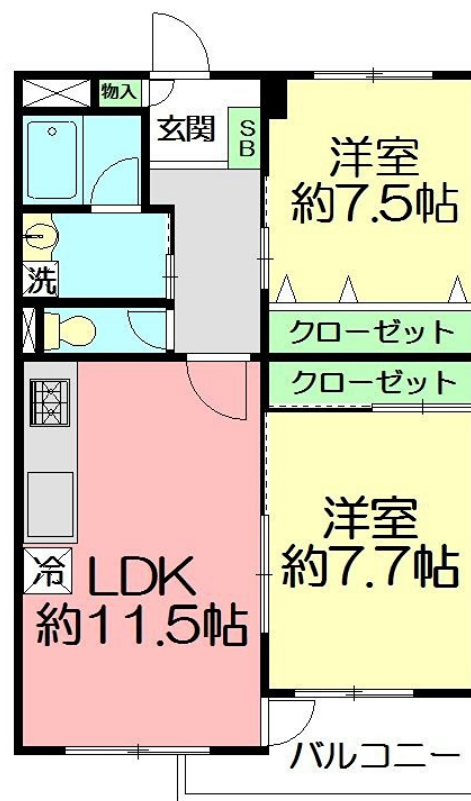 物入
玄関
SB
洋室
約7.5帖
洗
クローゼット
クローゼット
洋室
約7.7帖
冷
LDK
約11.5帖
バルコニー